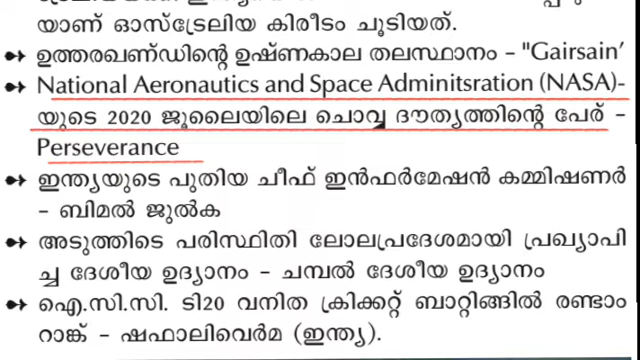 യാണ് ഓസ്ട്രേലിയ കിരീടം ചൂടിയത്.
➻ ഉത്തരഖണ്ഡിന്റെ ഉഷ്ണകാല തലസ്ഥാനം – "Gairsain'
➻ National Aeronautics and Space Adminitsration (NASA)-
യുടെ 2020 ജൂലൈയിലെ ചൊവ്വ ദൗത്യത്തിന്റെ പേര് –
Perseverance
➻ ഇന്ത്യയുടെ പുതിയ ചീഫ് ഇൻഫർമേഷൻ കമ്മിഷണർ
– ബിമൽ ജുൽക
➻ അടുത്തിടെ പരിസ്ഥിതി ലോലപ്രദേശമായി പ്രഖ്യാപി
ച്ച ദേശീയ ഉദ്യാനം – ചമ്പൽ ദേശീയ ഉദ്യാനം
➻ ഐ.സി.സി. ടി20 വനിത ക്രിക്കറ്റ് ബാറ്റിങ്ങിൽ രണ്ടാം
റാങ്ക് – ഷഫാലിവെർമ (ഇന്ത്യ).